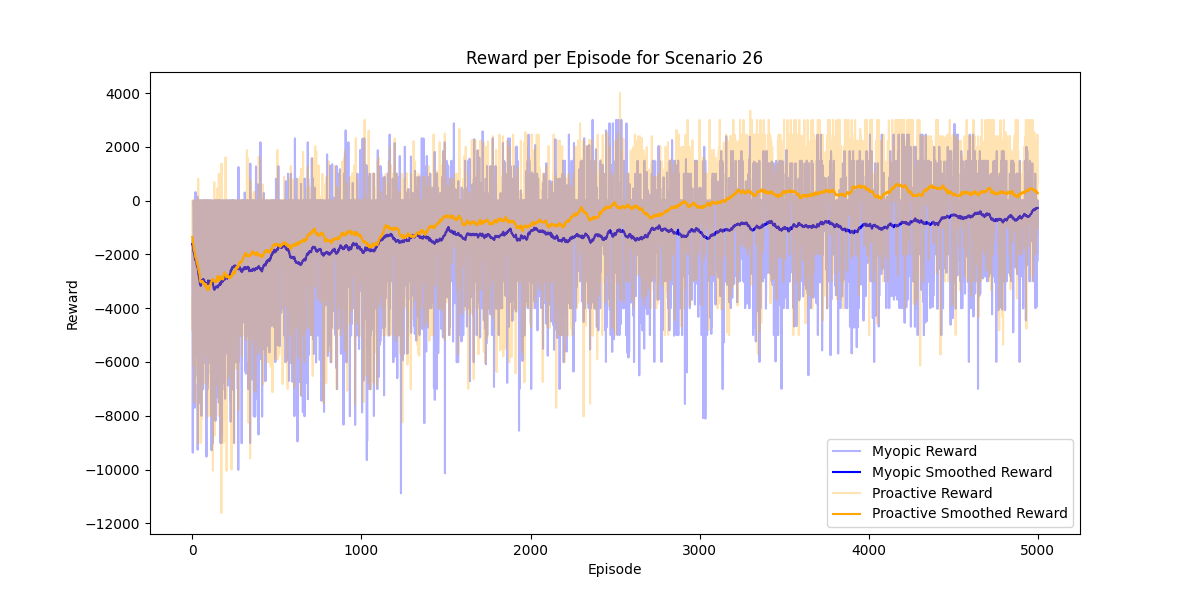 Reward per Episode for Scenario 26
Reward
4000
2000
0
−2000
−4000
−6000
−8000
−10000
−12000
0 1000 2000 3000 4000 5000
Episode
Myopic Reward
Myopic Smoothed Reward
Proactive Reward
Proactive Smoothed Reward